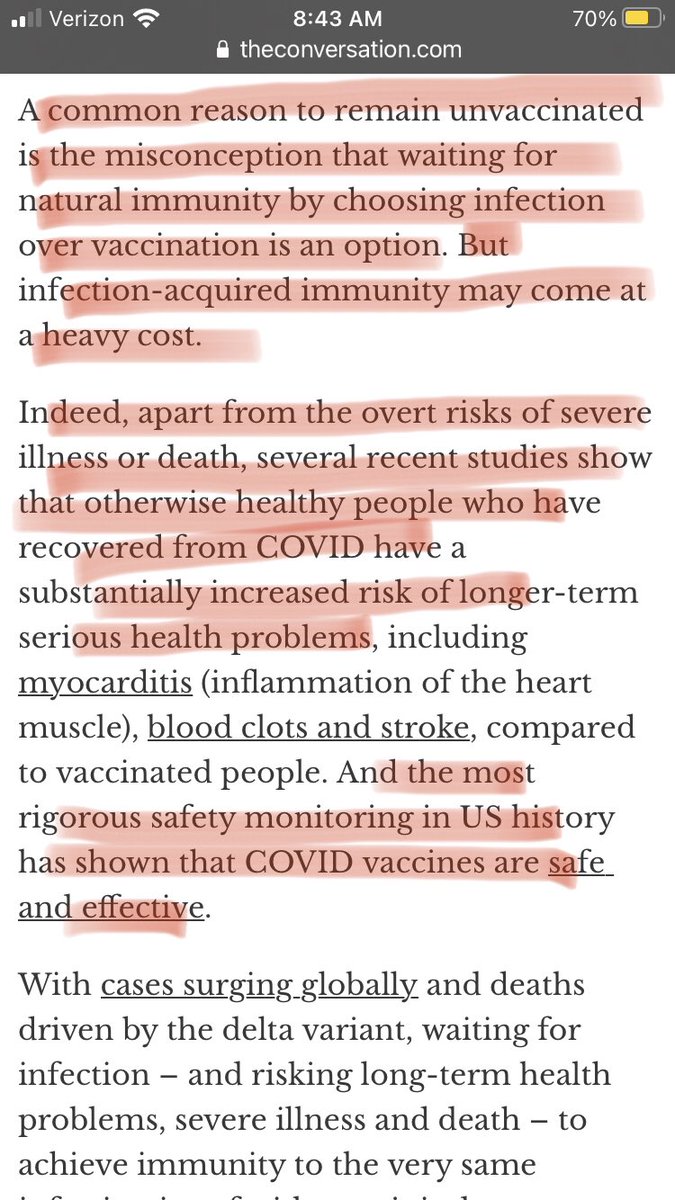 Verizon 8:43 AM 70%
theconversation.com
A common reason to remain unvaccinated
is the misconception that waiting for
natural immunity by choosing infection
over vaccination is an option. But
infection-acquired immunity may come at
a heavy cost.
Indeed, apart from the overt risks of severe
illness or death, several recent studies show
that otherwise healthy people who have
recovered from COVID have a
substantially increased risk of longer-term
serious health problems, including
myocarditis (inflammation of the heart
muscle), blood clots and stroke, compared
to vaccinated people. And the most
rigorous safety monitoring in US history
has shown that COVID vaccines are safe
and effective.
With cases surging globally and deaths
driven by the delta variant, waiting for
infection – and risking long-term health
problems, severe illness and death – to
achieve immunity to the very same